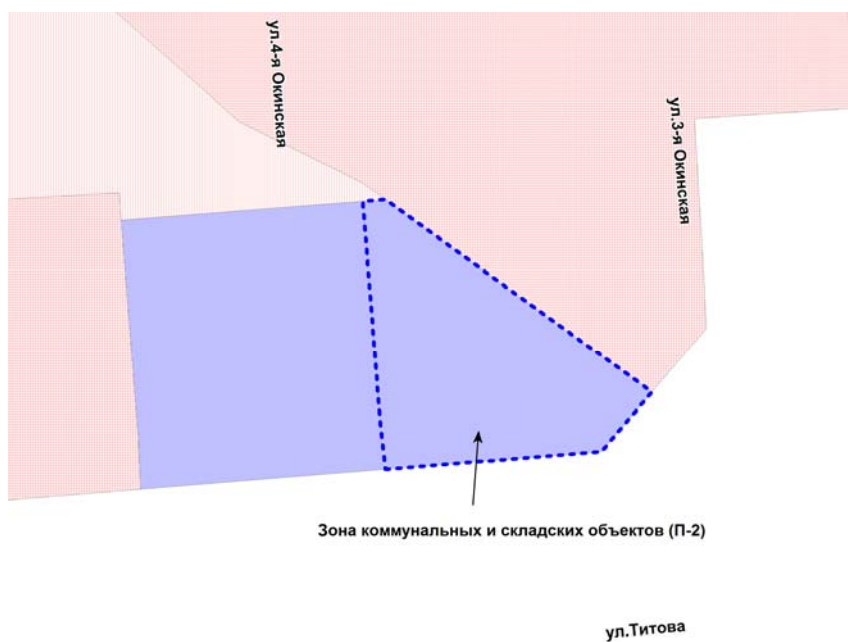 ул.4-я Окинская
ул.3-я Окинская
Зона коммунальных и складских объектов (П-2)
ул.Титова